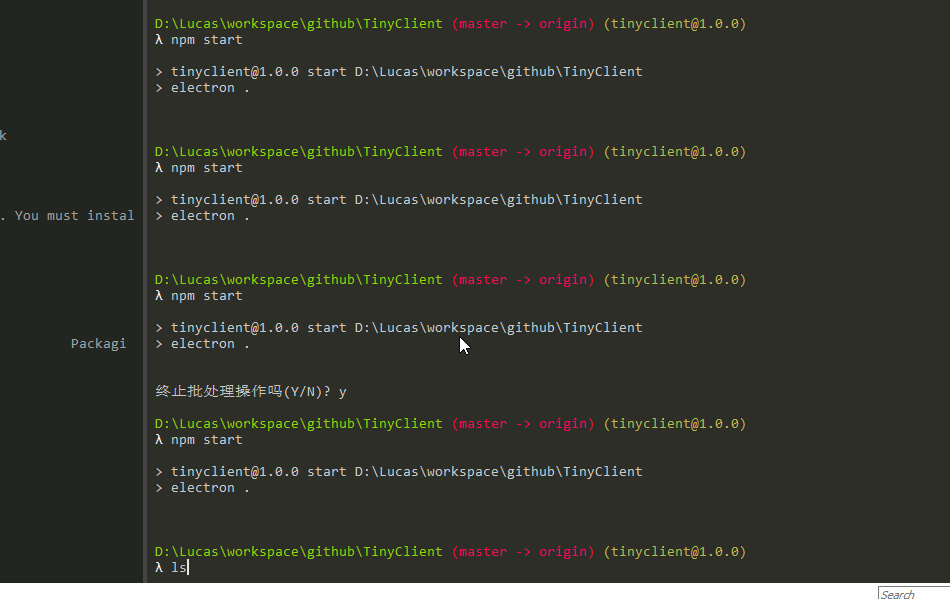 D:\Lucas\workspace\github\TinyClient (master -> origin) (tinyclient@1.0.0)
λ npm start
> tinyclient@1.0.0 start D:\Lucas\workspace\github\TinyClient
> electron .
k
D:\Lucas\workspace\github\TinyClient (master -> origin) (tinyclient@1.0.0)
λ npm start
> tinyclient@1.0.0 start D:\Lucas\workspace\github\TinyClient
. You must instal
> electron .
D:\Lucas\workspace\github\TinyClient (master -> origin) (tinyclient@1.0.0)
λ npm start
> tinyclient@1.0.0 start D:\Lucas\workspace\github\TinyClient
Packagi
> electron .
终止批处理操作吗(Y/N)? y
D:\Lucas\workspace\github\TinyClient (master -> origin) (tinyclient@1.0.0)
λ npm start
> tinyclient@1.0.0 start D:\Lucas\workspace\github\TinyClient
> electron .
D:\Lucas\workspace\github\TinyClient (master -> origin) (tinyclient@1.0.0)
λ ls
Search